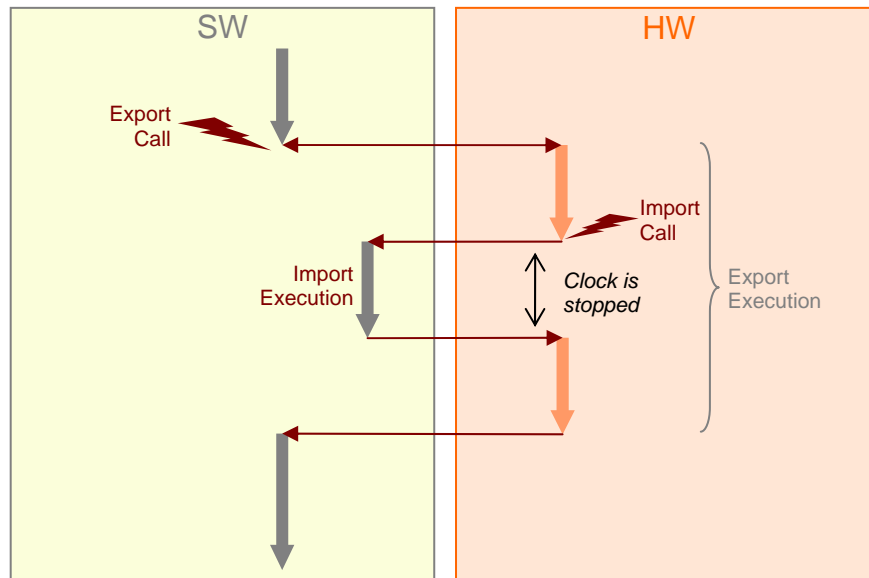 SW
HW
Export
Call
Import
Call
Import
Execution
Clock is
stopped
Export
Execution